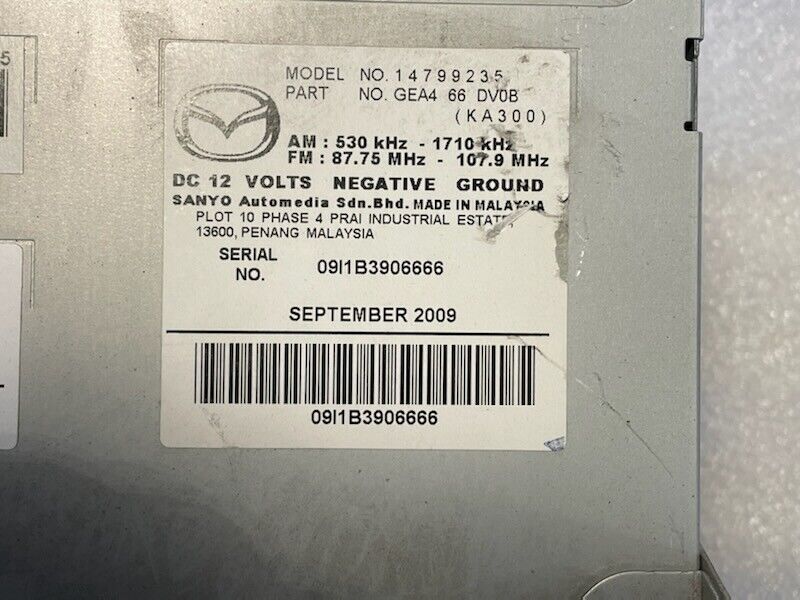 5
MODEL NO. 14799235
PART NO. GEA4 66 DV0B
(KA300)
AM : 530 kHz - 1710 kHz
FM : 87.75 MHz - 107.9 MHz
DC 12 VOLTS NEGATIVE GROUND
SANYO Automedia Sdn.Bhd. MADE IN MALAYSIA
PLOT 10 PHASE 4 PRAI INDUSTRIAL ESTATE,
13600, PENANG MALAYSIA
SERIAL
NO. 09I1B3906666
SEPTEMBER 2009
09I1B3906666